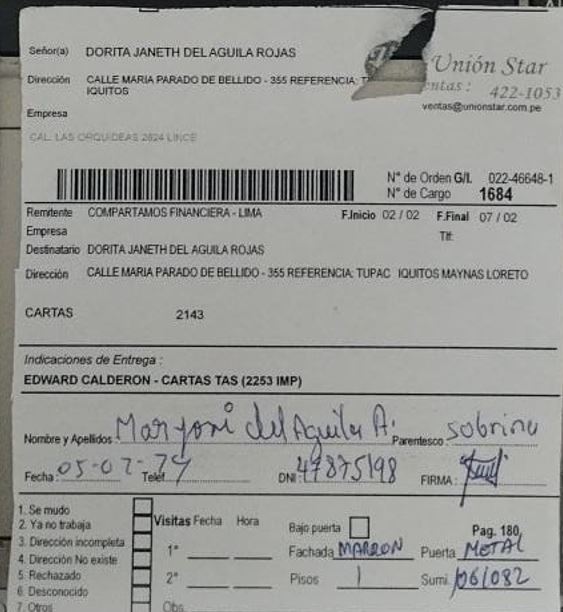 Señor(a) DORITA JANETH DEL AGUILA ROJAS
Unión Star
Dirección CALLE MARIA PARADO DE BELLIDO - 355 REFERENCIA:
IQUITOS
422-1053
ventas@unionstar.com.pe
Empresa
CAL. LAS ORQUIDEAS 2624 LINCE
N° de Orden G/I. 022-46648-1
N° de Cargo 1684
Remitente COMPARTAMOS FINANCIERA - LIMA F.Inicio 02 / 02 F.Final 07 / 02
Empresa Tlf:
Destinatario DORITA JANETH DEL AGUILA ROJAS
Dirección CALLE MARIA PARADO DE BELLIDO - 355 REFERENCIA: TUPAC IQUITOS MAYNAS LORETO
CARTAS 2143
Indicaciones de Entrega :
EDWARD CALDERON - CARTAS TAS (2253 IMP)
Nombre y Apellidos: Maryori del Aguila A. Parentesco: sobrina
Fecha: 05-02- Telef. DNI: 47875198 FIRMA:
1. Se mudo
2. Ya no trabaja
3. Dirección incompleta
4. Dirección No existe
5. Rechazado
6. Desconocido
7. Otros
Visitas Fecha Hora
1°
2°
Obs.
Bajo puerta Pag. 180,
Fachada MARRON Puerta METAL
Pisos 1 Sumi. 1061082